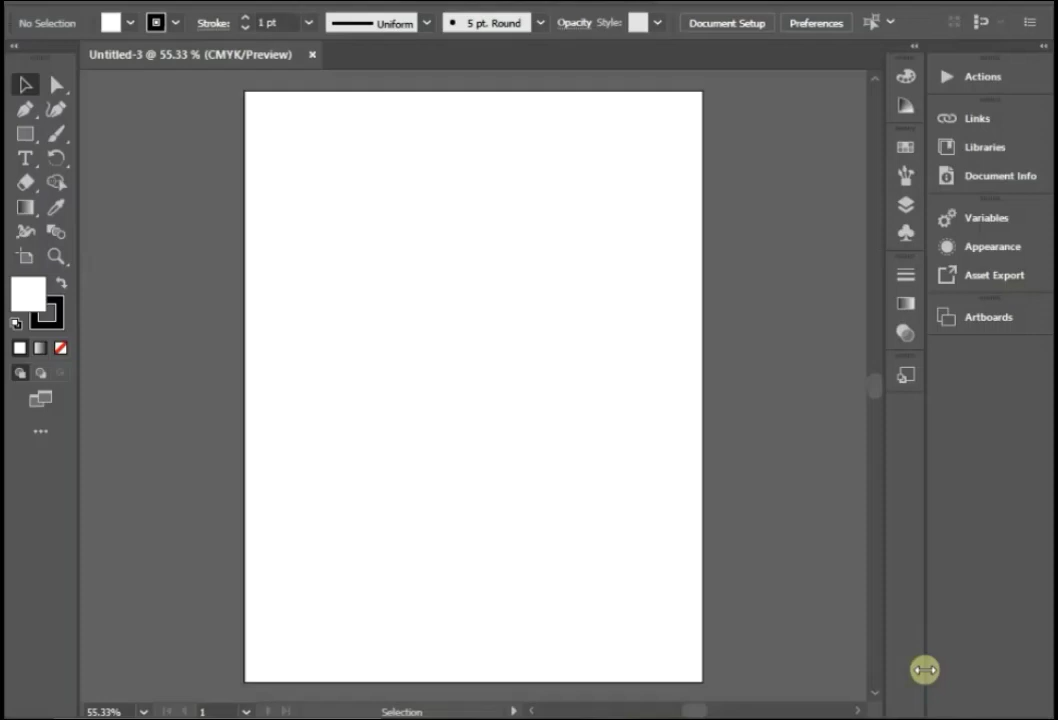 No Selection Stroke: 1 pt Uniform 5 pt. Round Opacity Style: Document Setup Preferences
Untitled-3 @ 55.33 % (CMYK/Preview) ×
Actions
Links
Libraries
Document Info
Variables
Appearance
Asset Export
Artboards
55.33% 1 Selection